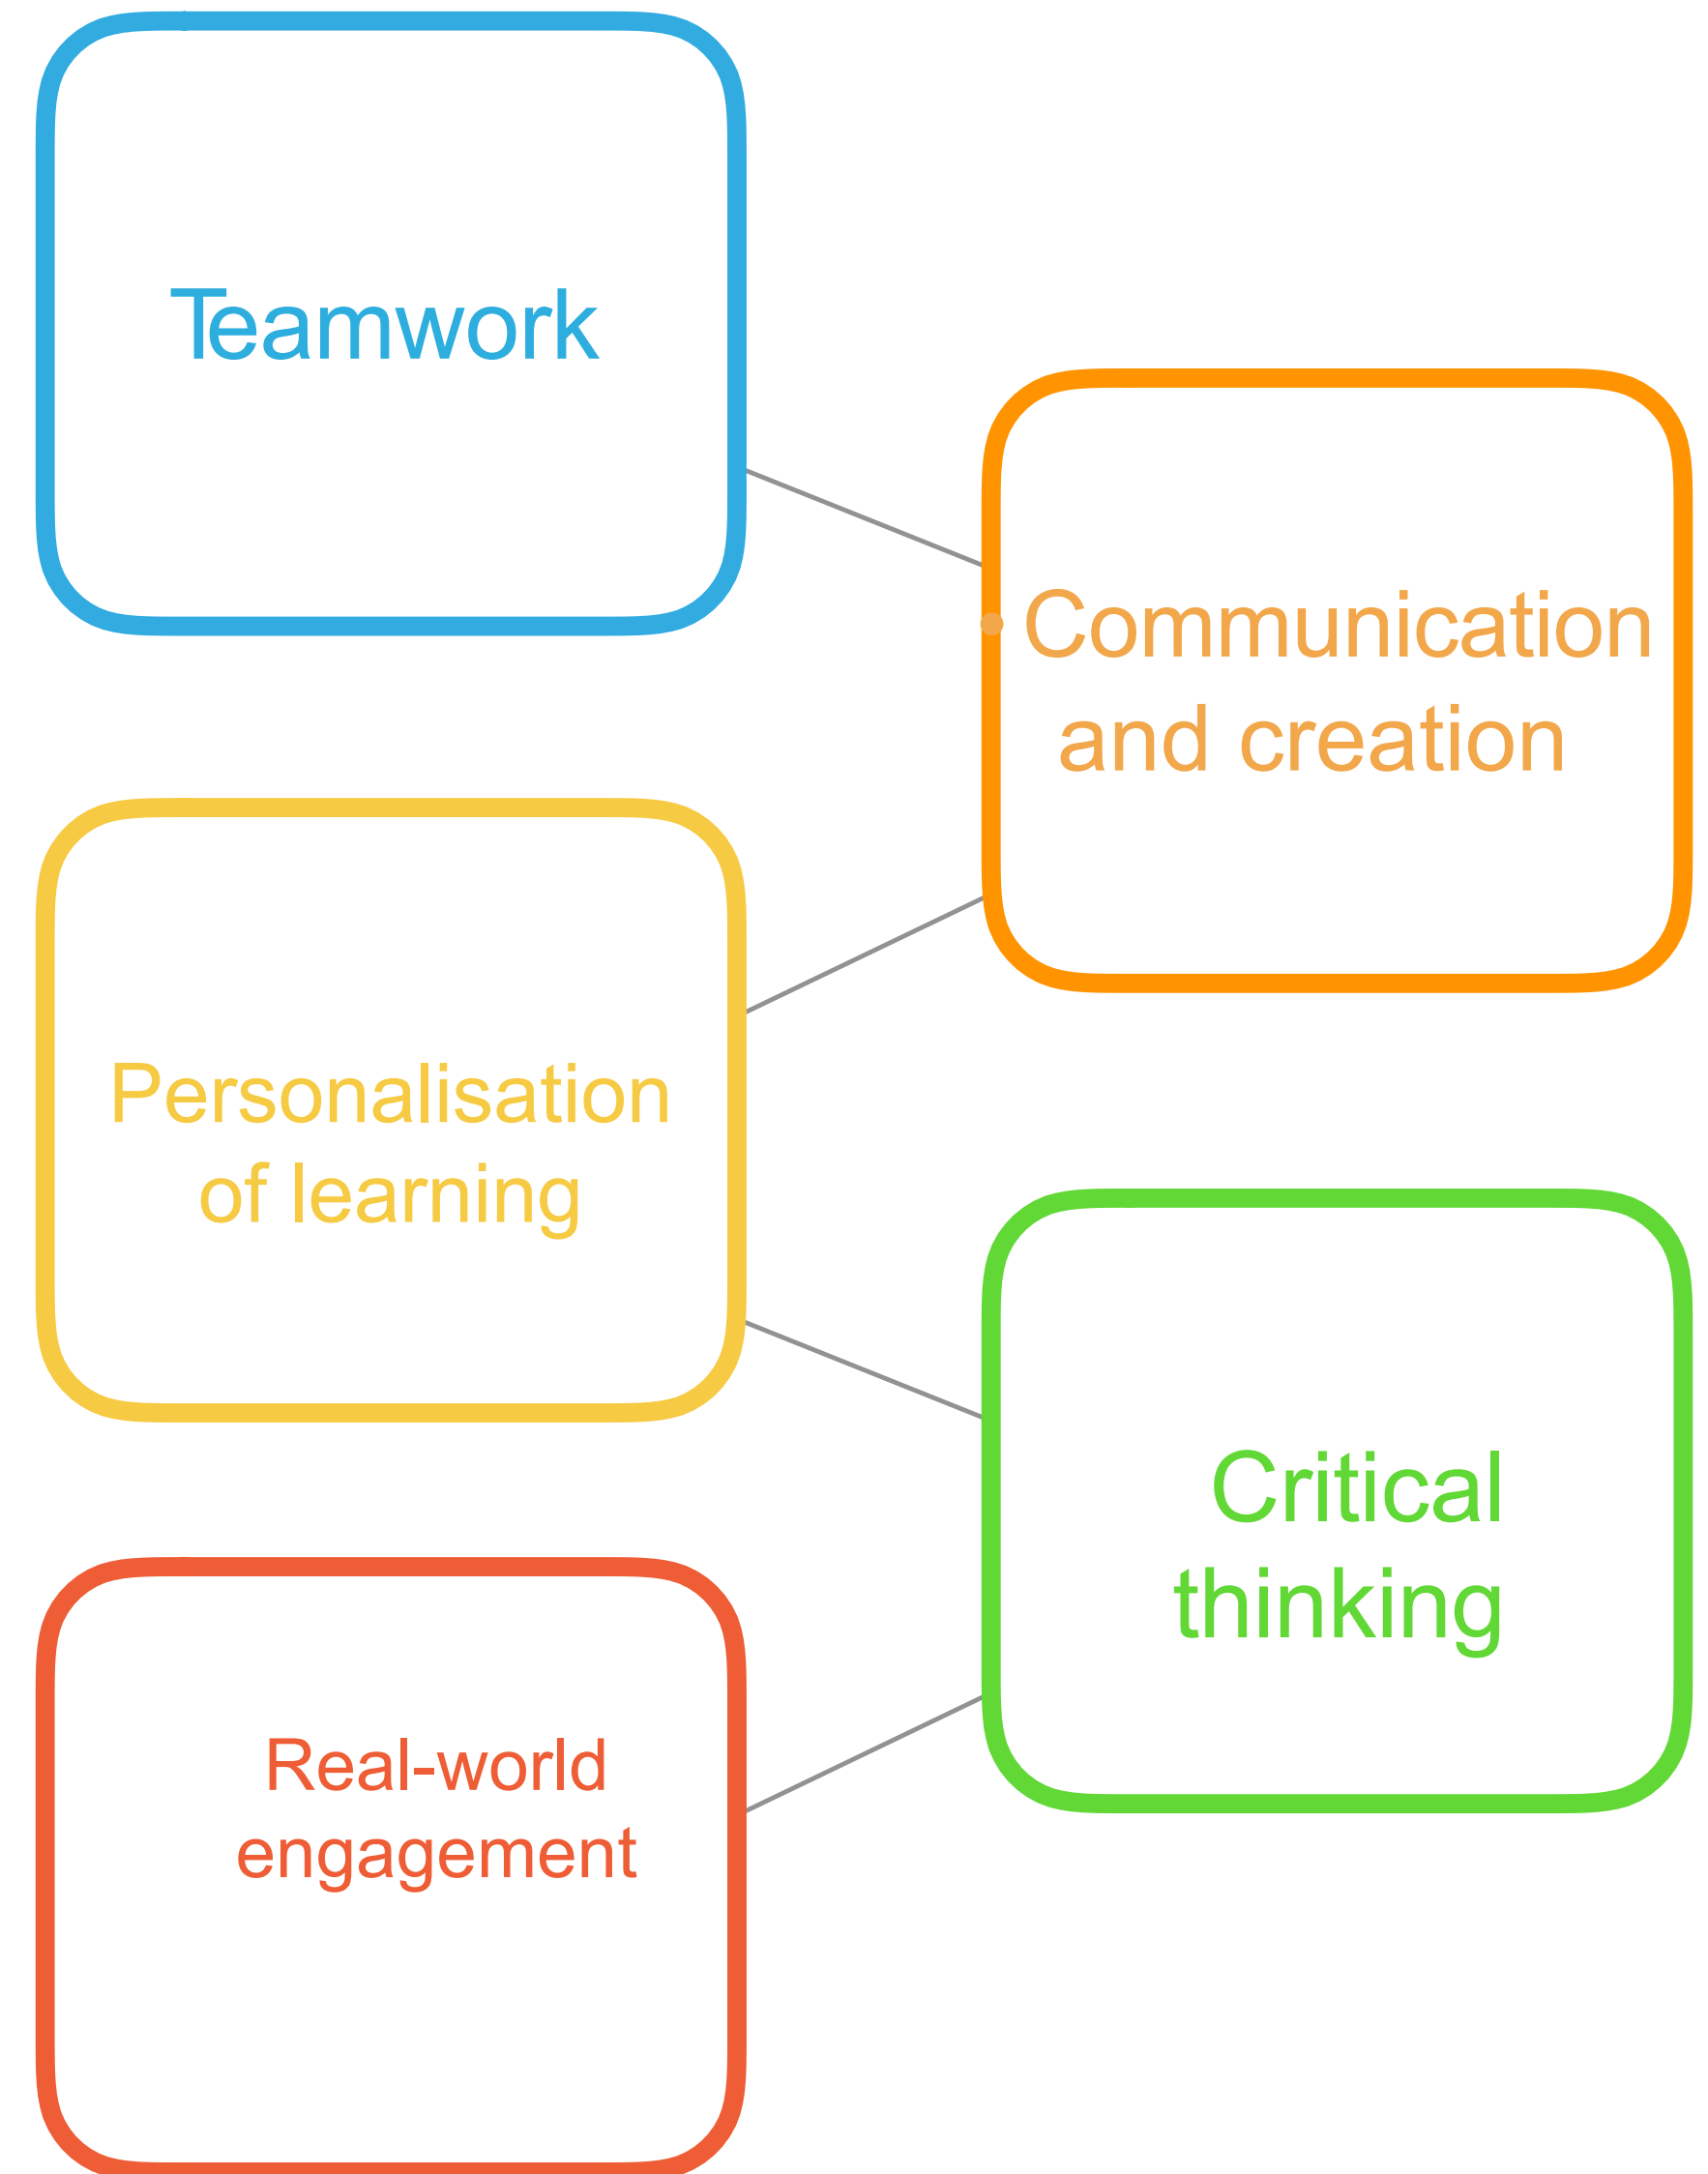 Teamwork
Communication
and creation
Personalisation
of learning
Critical
thinking
Real-world
engagement